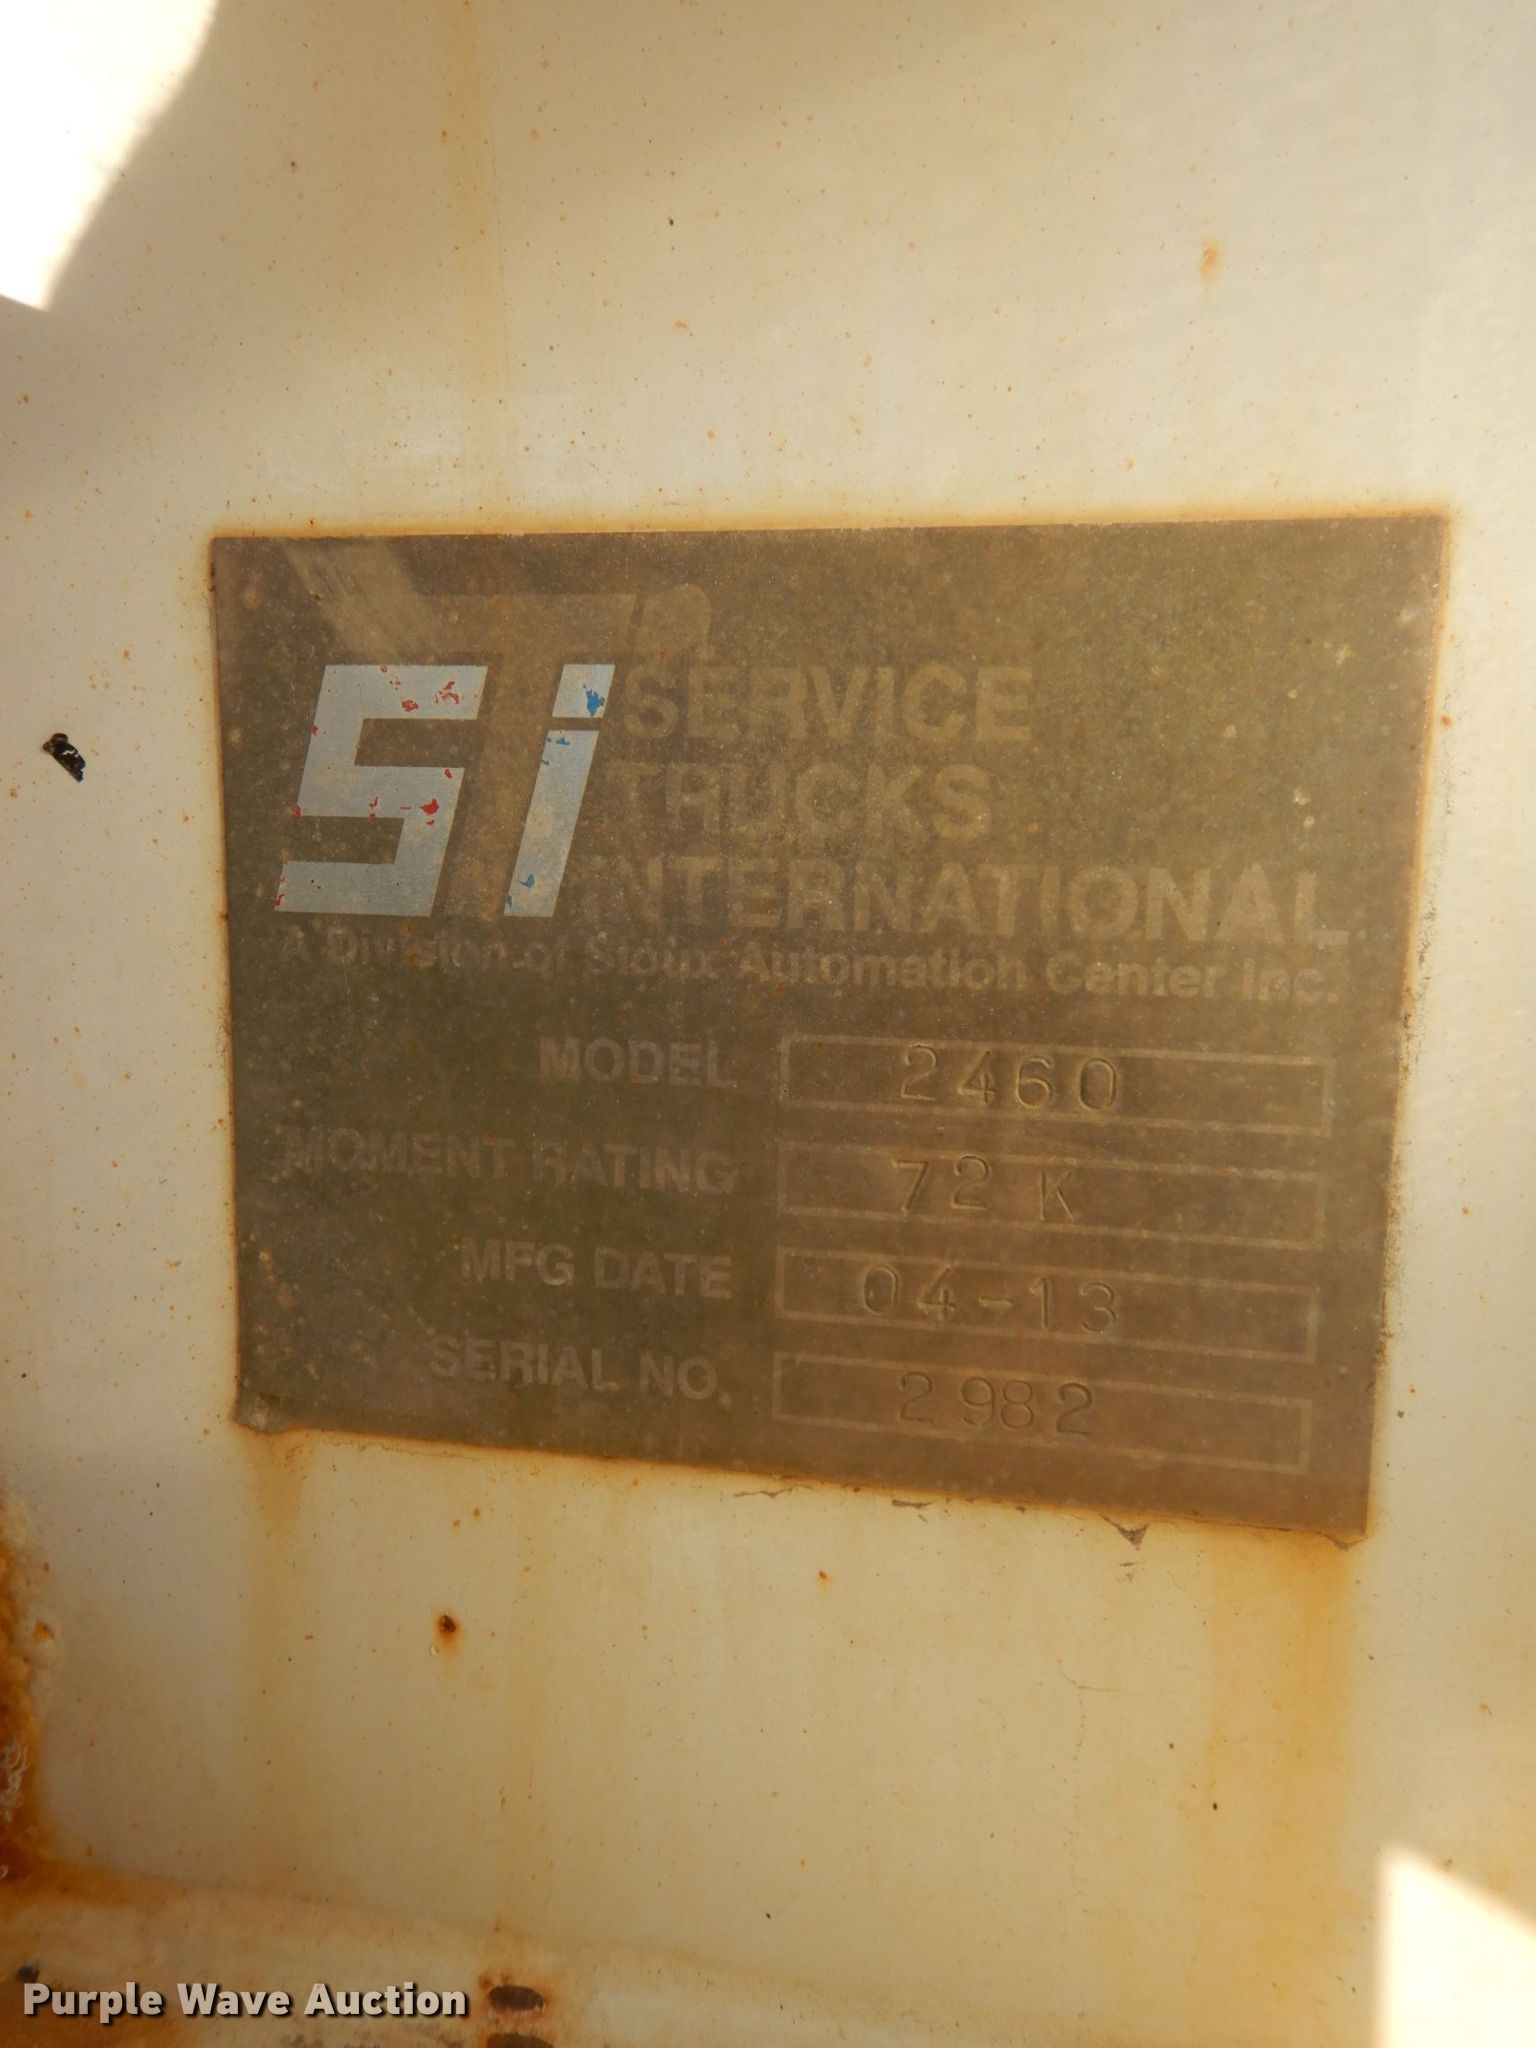 STi
SERVICE
TRUCKS
INTERNATIONAL
A Division of Sioux Automation Center Inc.
MODEL 2460
MOMENT RATING 72 K
MFG DATE 04-13
SERIAL NO. 2982
Purple Wave Auction